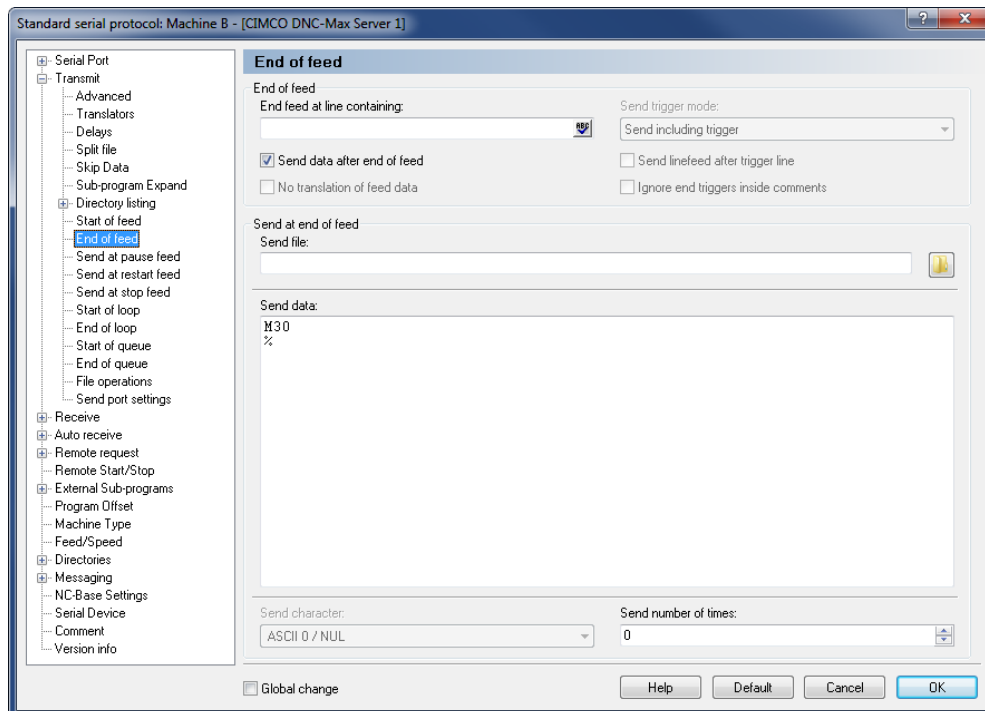 Standard serial protocol: Machine B - [CIMCO DNC-Max Server 1]
Serial Port
Transmit
Advanced
Translators
Delays
Split file
Skip Data
Sub-program Expand
Directory listing
Start of feed
End of feed
Send at pause feed
Send at restart feed
Send at stop feed
Start of loop
End of loop
Start of queue
End of queue
File operations
Send port settings
Receive
Auto receive
Remote request
Remote Start/Stop
External Sub-programs
Program Offset
Machine Type
Feed/Speed
Directories
Messaging
NC-Base Settings
Serial Device
Comment
Version info
End of feed
End of feed
End feed at line containing:
ABC
Send trigger mode:
Send including trigger
Send data after end of feed
Send linefeed after trigger line
No translation of feed data
Ignore end triggers inside comments
Send at end of feed
Send file:
Send data:
M30
%
Send character:
Send number of times:
ASCII 0 / NUL
0
Global change
Help
Default
Cancel
OK